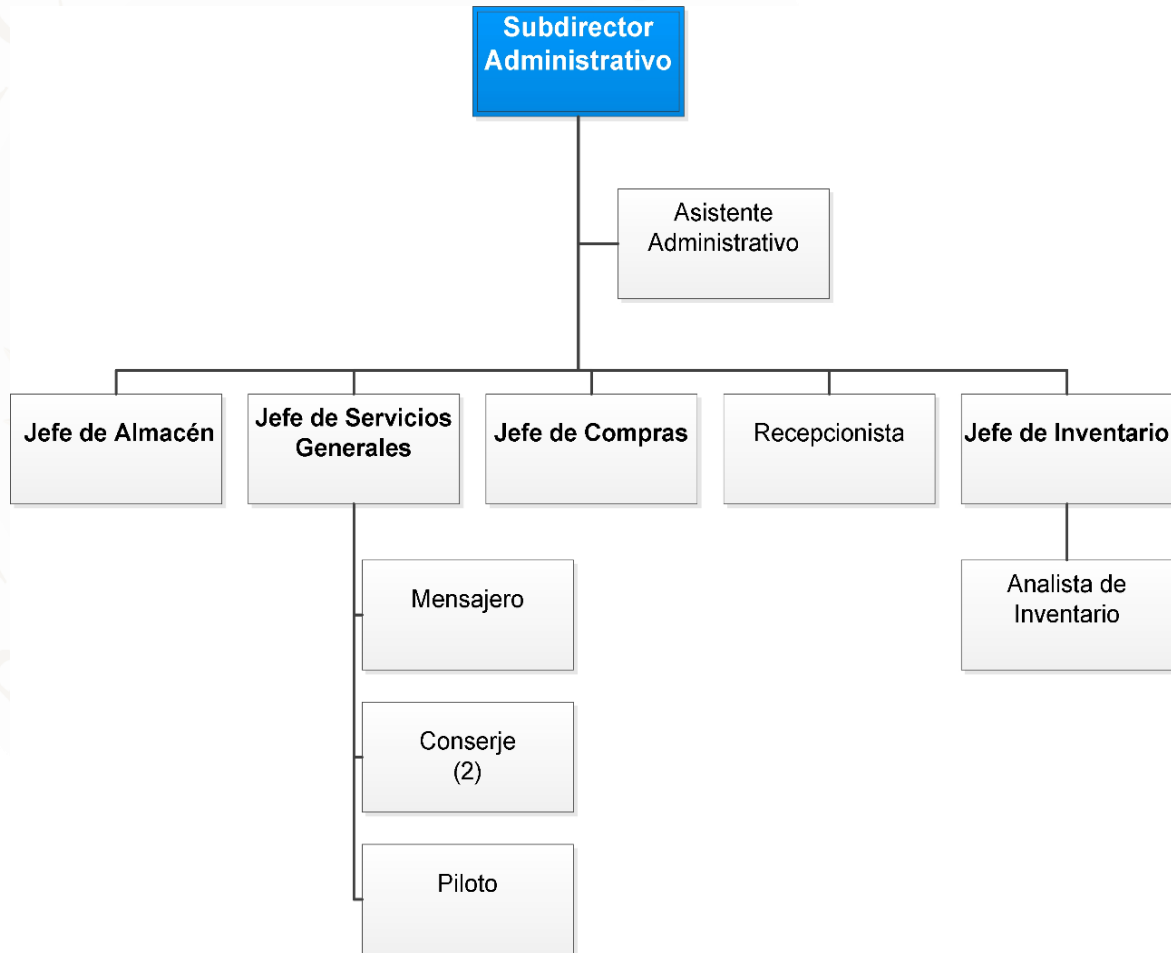 Subdirector
Administrativo
Asistente
Administrativo
Jefe de Almacén
Jefe de Servicios
Generales
Jefe de Compras
Recepcionista
Jefe de Inventario
Mensajero
Conserje
(2)
Piloto
Analista de
Inventario